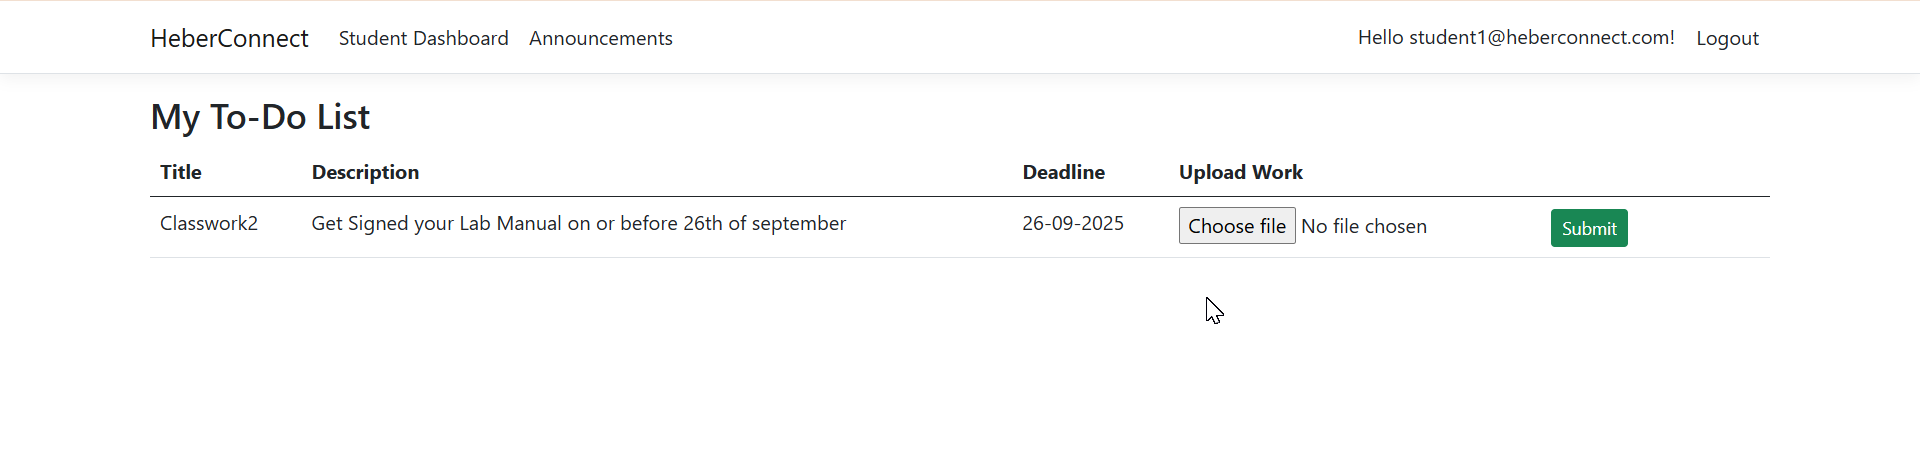 HeberConnect Student Dashboard Announcements Hello student1@heberconnect.com! Logout
My To-Do List
Title Description Deadline Upload Work
Classwork2 Get Signed your Lab Manual on or before 26th of september 26-09-2025 Choose file No file chosen Submit